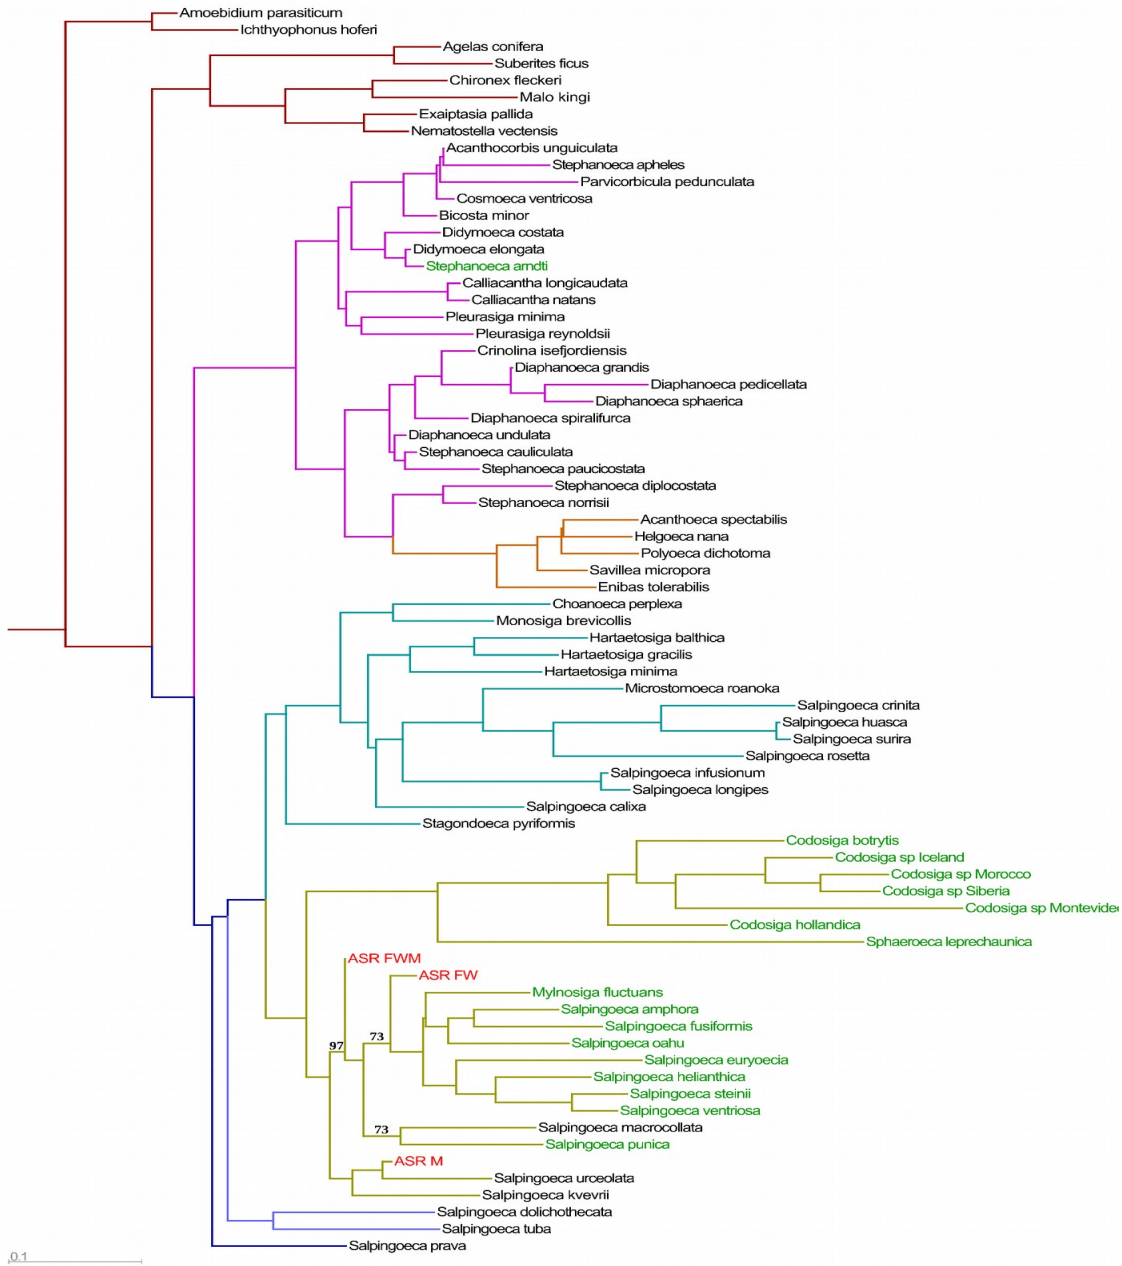 Amoebidium parasiticum
Ichthyophonus hoferi
Agelas conifera
Suberites ficus
Chironex fleckeri
Malo kingi
Exaiptasia pallida
Nematostella vectensis
Acanthocorbis unguiculata
Stephanoeca apheles
Parvicorbicula pedunculata
Cosmoeca ventricosa
Bicosta minor
Didymoeca costata
Didymoeca elongata
Stephanoeca arndti
Calliacantha longicaudata
Calliacantha natans
Pleurasiga minima
Pleurasiga reynoldsii
Crinolina isefjordiensis
Diaphanoeca grandis
Diaphanoeca pedicellata
Diaphanoeca sphaerica
Diaphanoeca spiralifurca
Diaphanoeca undulata
Stephanoeca cauliculata
Stephanoeca paucicostata
Stephanoeca diplocostata
Stephanoeca norrisii
Acanthoeca spectabilis
Helgoeca nana
Polyoeca dichotoma
Savillea micropora
Enibas tolerabilis
Choanoeca perplexa
Monosiga brevicollis
Hartaetosiga balthica
Hartaetosiga gracilis
Hartaetosiga minima
Microstomoeca roanoka
Salpingoeca crinita
Salpingoeca huasca
Salpingoeca surira
Salpingoeca rosetta
Salpingoeca infusionum
Salpingoeca longipes
Salpingoeca calixa
Stagondoeca pyriformis
Codosiga botrytis
Codosiga sp Iceland
Codosiga sp Morocco
Codosiga sp Siberia
Codosiga sp Montevide
Codosiga hollandica
Sphaeroeca leprechaunica
ASR FWM
ASR FW
Mylnosiga fluctuans
Salpingoeca amphora
Salpingoeca fusiformis
73
Salpingoeca oahu
97
Salpingoeca euryoecia
Salpingoeca helianthica
Salpingoeca steinii
Salpingoeca ventriosa
73
Salpingoeca macrocollata
Salpingoeca punica
ASR M
Salpingoeca urceolata
Salpingoeca kvevrii
Salpingoeca dolichothecata
Salpingoeca tuba
Salpingoeca prava
0.1